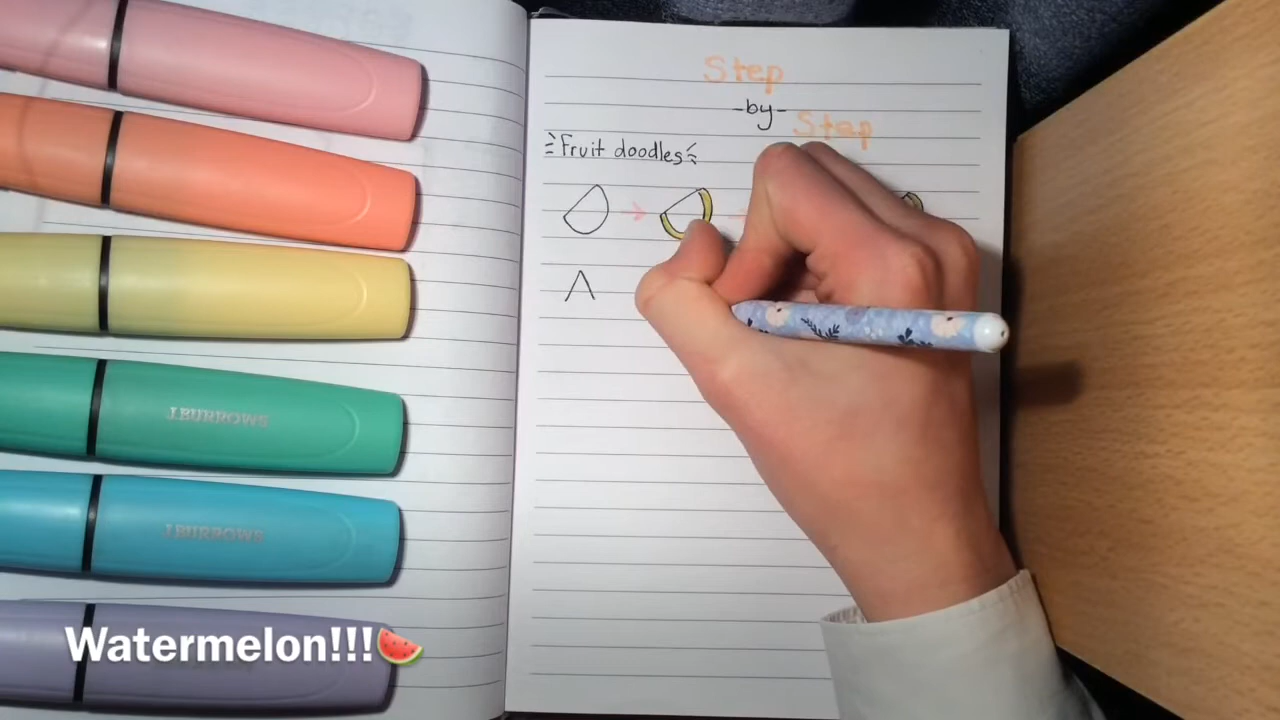 Step
-by-
Step
Fruit doodles
J.BURROWS
J.BURROWS
Watermelon!!!🍉